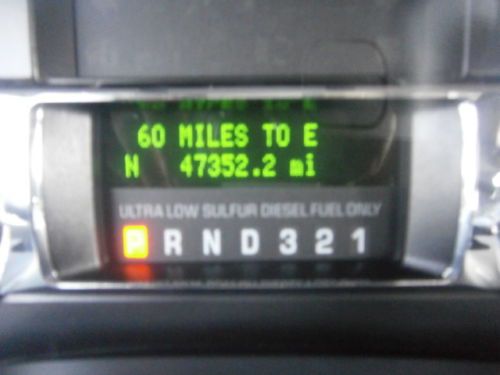 60 MILES TO E
N 47352.2 mi
ULTRA LOW SULFUR DIESEL FUEL ONLY
P R N D 3 2 1